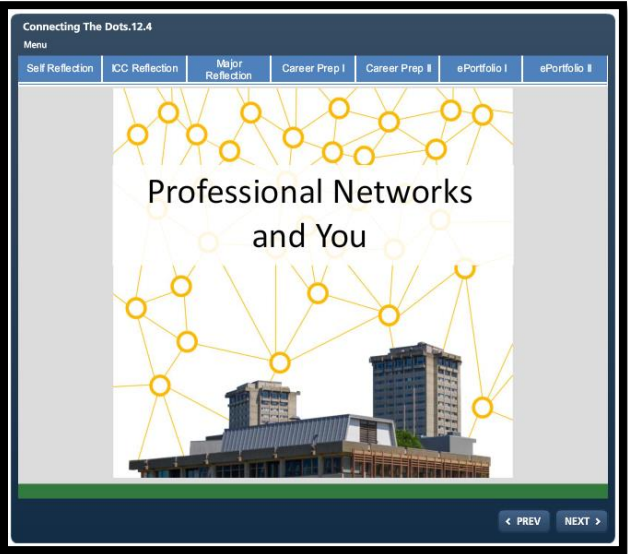 Connecting The Dots.12.4
Menu
Self Reflection
ICC Reflection
Major
Reflection
Career Prep I
Career Prep II
ePortfolio I
ePortfolio II
Professional Networks
and You
‹ PREV
NEXT ›